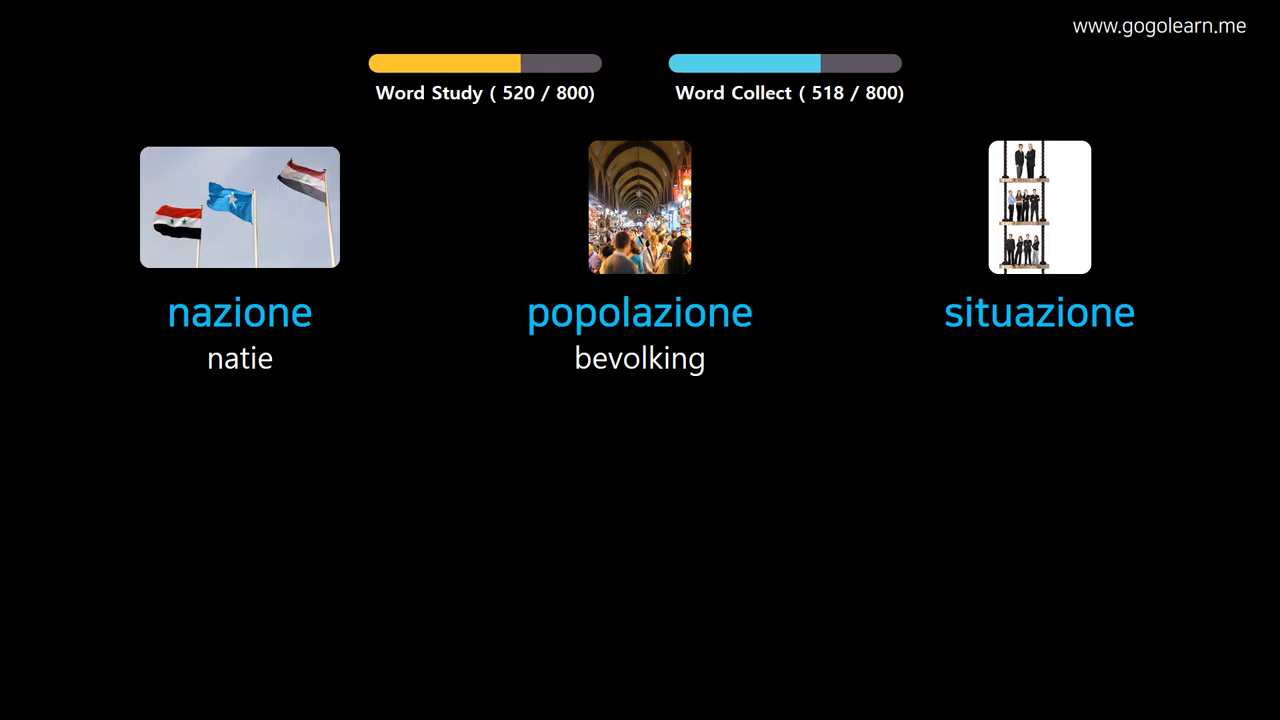 www.gogolearn.me
Word Study ( 520 / 800)
Word Collect ( 518 / 800)
nazione
popolazione
situazione
natie
bevolking